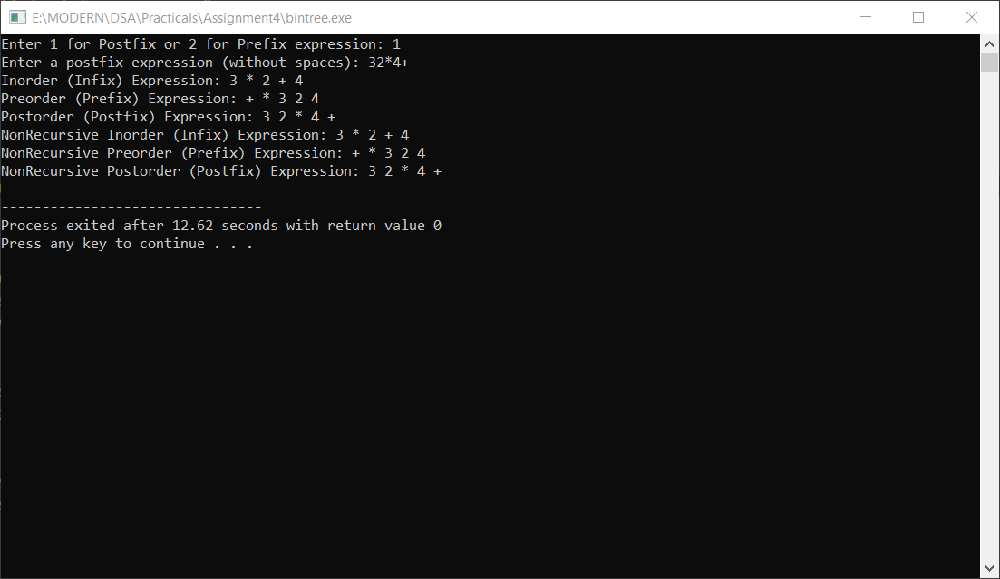 E:\MODERN\DSA\Practicals\Assignment4\bintree.exe
Enter 1 for Postfix or 2 for Prefix expression: 1
Enter a postfix expression (without spaces): 32*4+
Inorder (Infix) Expression: 3 * 2 + 4
Preorder (Prefix) Expression: + * 3 2 4
Postorder (Postfix) Expression: 3 2 * 4 +
NonRecursive Inorder (Infix) Expression: 3 * 2 + 4
NonRecursive Preorder (Prefix) Expression: + * 3 2 4
NonRecursive Postorder (Postfix) Expression: 3 2 * 4 +
--------------------------------
Process exited after 12.62 seconds with return value 0
Press any key to continue . . .